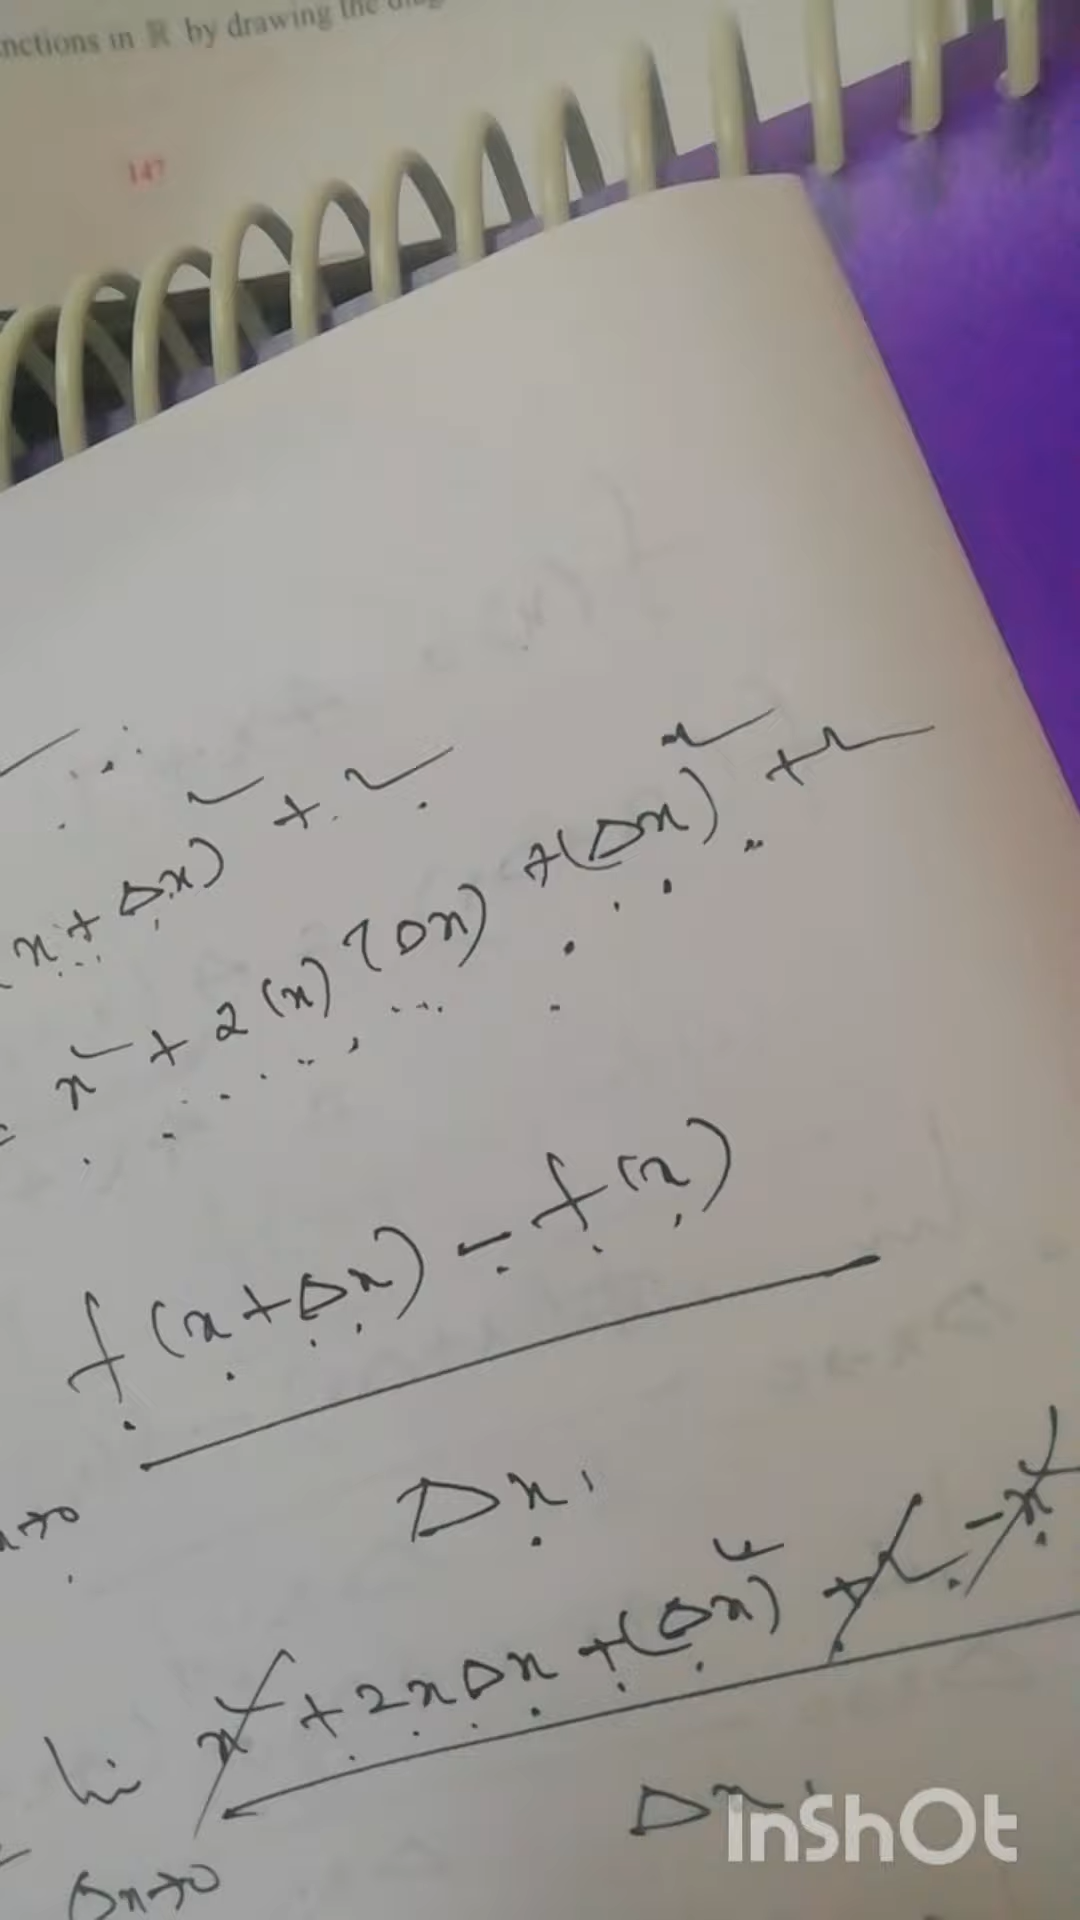 nctions in ℝ by drawing the diag
147
x + Δx)² + 2
= x² + 2(x)(Δx) + (Δx)² + 2
f(x+Δx) - f(x)
x→0
Δx
lim x² + 2xΔx + (Δx)² + 2 - x²
Δx→0
Δx
InShOt